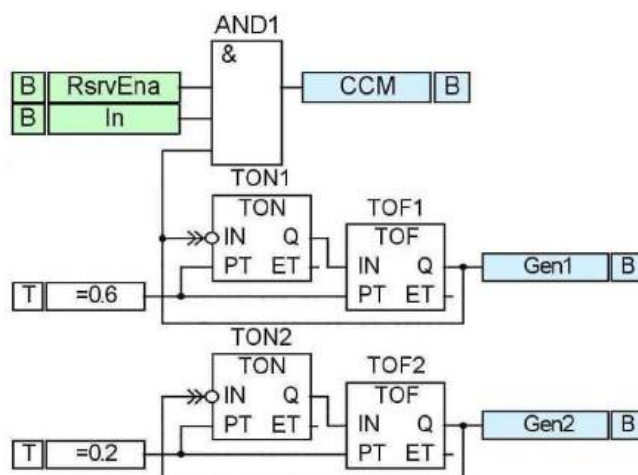 AND1
&
B RsrvEna
CCM B
B In
TON1
TON
TOF1
IN Q
TOF
PT ET
IN Q
Gen1 B
T =0.6
PT ET
TON2
TON
TOF2
IN Q
TOF
PT ET
IN Q
Gen2 B
T =0.2
PT ET